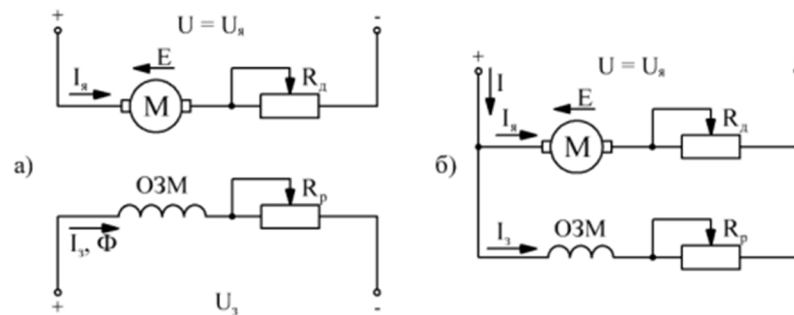 + U = Uя -
E
Iя M Rд
а)
ОЗМ Rр
Iз, Ф
+ Uз -
+ U = Uя
I E
Iя M Rд
б)
Iз ОЗМ Rр